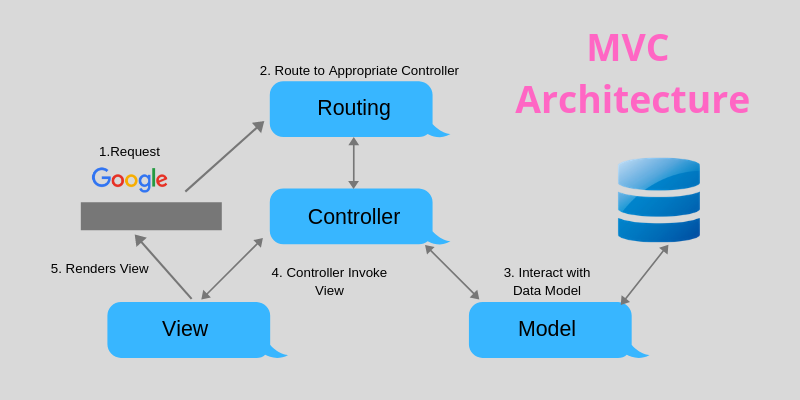 MVC
Architecture
2. Route to Appropriate Controller
Routing
1.Request
Google
Controller
5. Renders View
4. Controller Invoke
View
3. Interact with
Data Model
View
Model